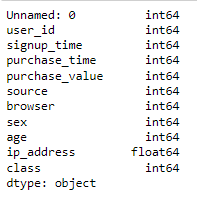 Unnamed: 0 int64
user_id int64
signup_time int64
purchase_time int64
purchase_value int64
source int64
browser int64
sex int64
age int64
ip_address float64
class int64
dtype: object